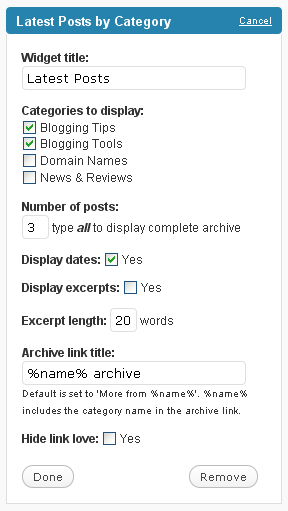 Latest Posts by Category Cancel
Widget title:
Latest Posts
Categories to display:
Blogging Tips
Blogging Tools
Domain Names
News & Reviews
Number of posts:
3 type all to display complete archive
Display dates: Yes
Display excerpts: Yes
Excerpt length: 20 words
Archive link title:
%name% archive
Default is set to 'More from %name%'. %name%
includes the category name in the archive link.
Hide link love: Yes
Done Remove